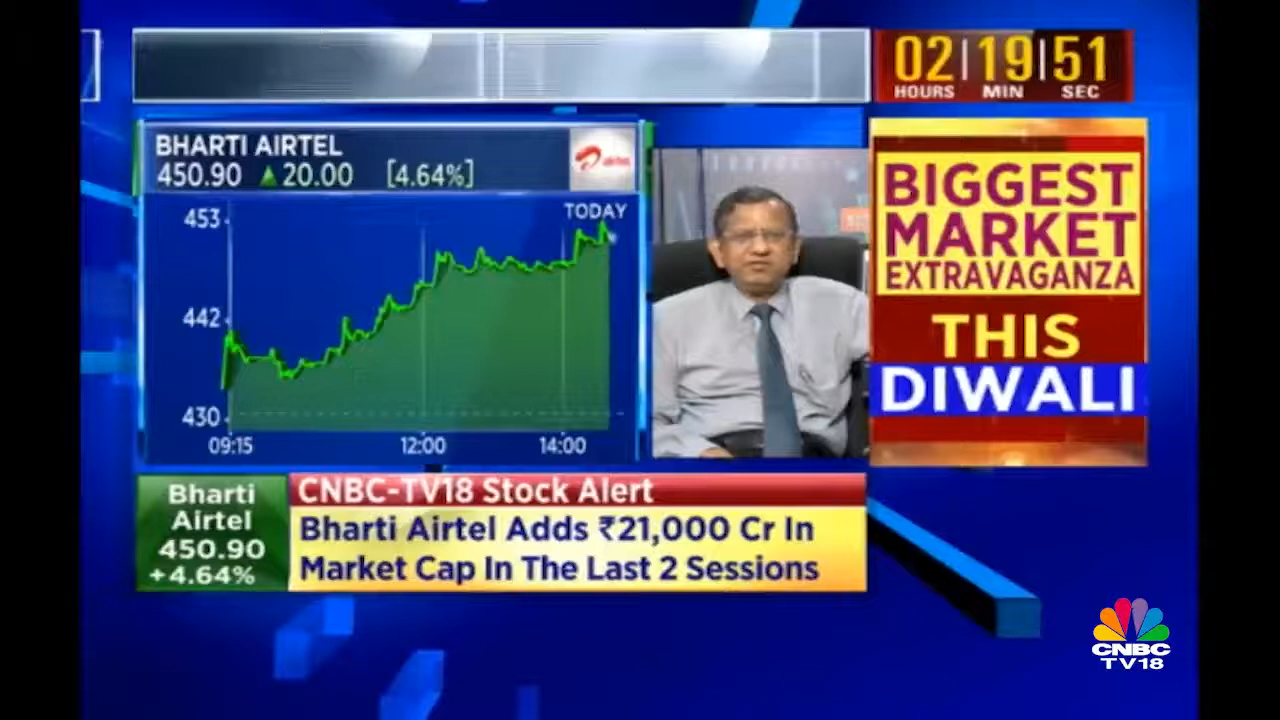 02 19 51
HOURS MIN SEC
BHARTI AIRTEL
450.90 ▲ 20.00 [4.64%]
airtel
TODAY
453
442
430
09:15 12:00 14:00
BIGGEST
MARKET
EXTRAVAGANZA
THIS
DIWALI
Bharti
Airtel
450.90
+4.64%
CNBC-TV18 Stock Alert
Bharti Airtel Adds ₹21,000 Cr In
Market Cap In The Last 2 Sessions
CNBC
TV18